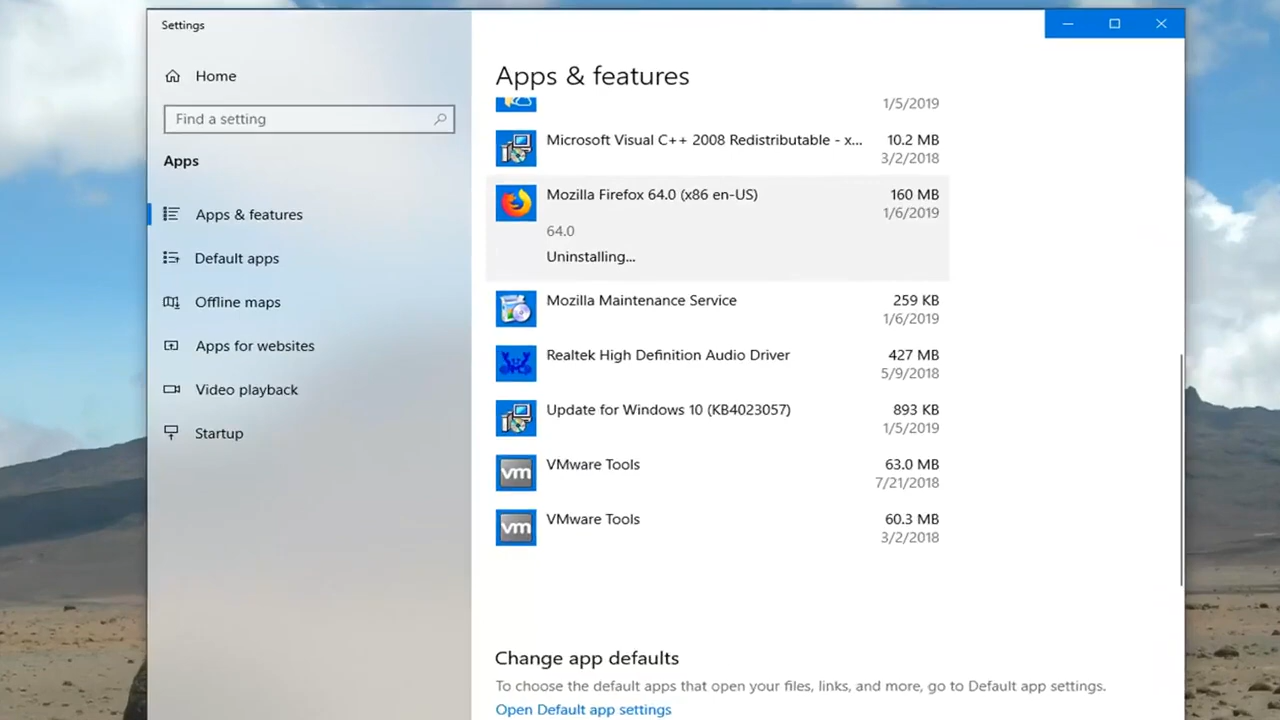 Settings
Home
Find a setting
Apps
Apps & features
Default apps
Offline maps
Apps for websites
Video playback
Startup
Apps & features
1/5/2019
Microsoft Visual C++ 2008 Redistributable - x... 10.2 MB
3/2/2018
Mozilla Firefox 64.0 (x86 en-US) 160 MB
1/6/2019
64.0
Uninstalling...
Mozilla Maintenance Service 259 KB
1/6/2019
Realtek High Definition Audio Driver 427 MB
5/9/2018
Update for Windows 10 (KB4023057) 893 KB
1/5/2019
vm VMware Tools 63.0 MB
7/21/2018
vm VMware Tools 60.3 MB
3/2/2018
Change app defaults
To choose the default apps that open your files, links, and more, go to Default app settings.
Open Default app settings